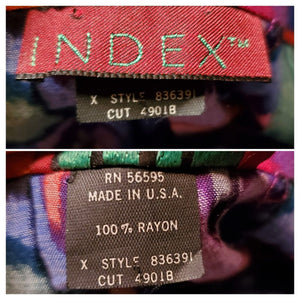 INDEX™
X STYLE 836391
CUT 4901B
RN 56595
MADE IN U.S.A.
100% RAYON
X STYLE 836391
CUT 4901B